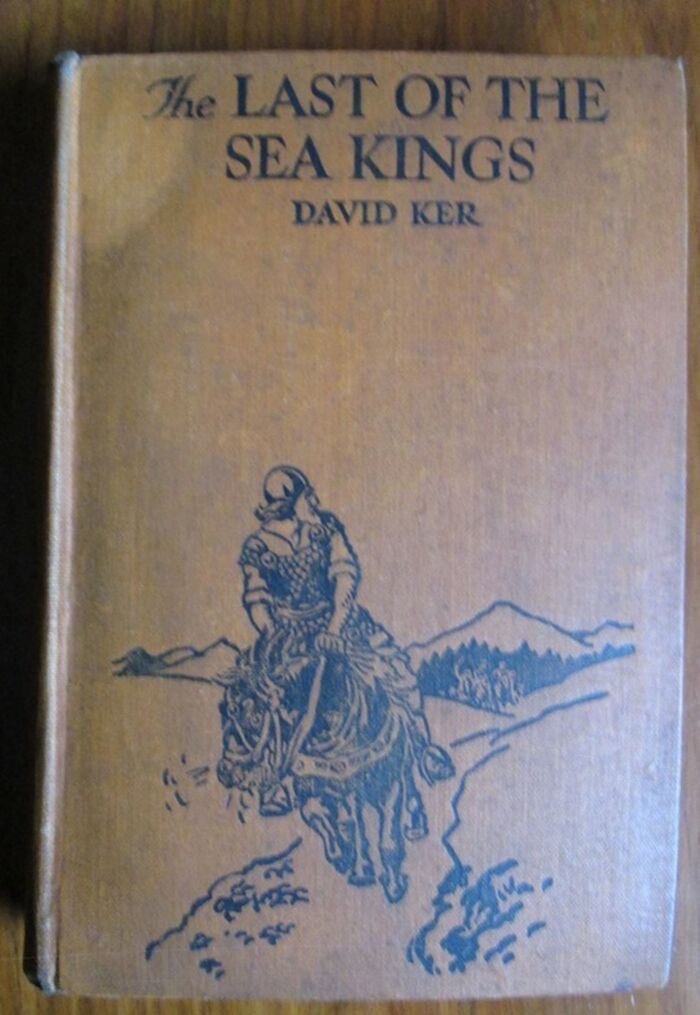 The LAST OF THE
SEA KINGS
DAVID KER